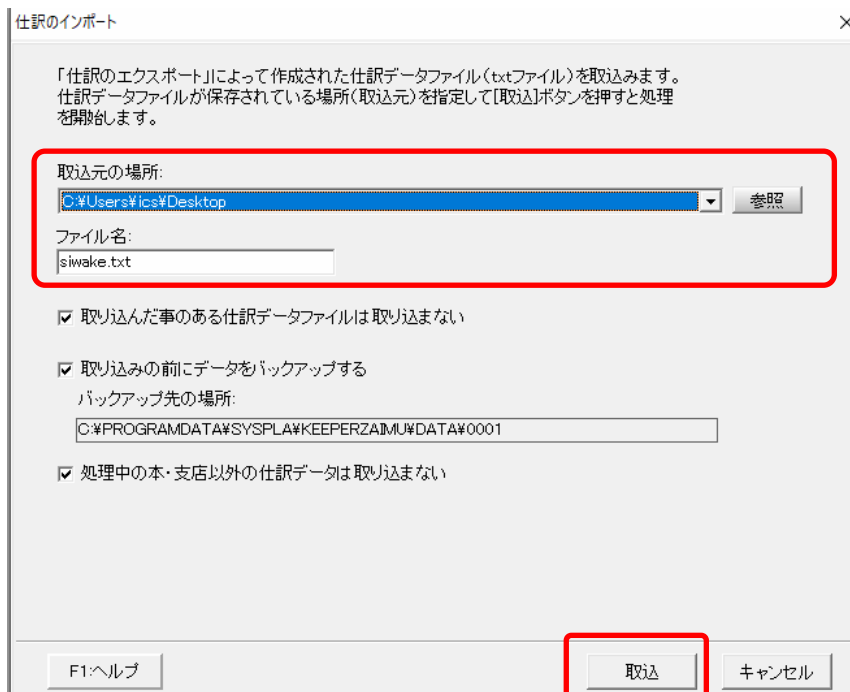 仕訳のインポート
「仕訳のエクスポート」によって作成された仕訳データファイル(txtファイル)を取込みます。
仕訳データファイルが保存されている場所(取込元)を指定して[取込]ボタンを押すと処理
を開始します。
取込元の場所:
C:¥Users¥ics¥Desktop
参照
ファイル名:
siwake.txt
取り込んだ事のある仕訳データファイルは取り込まない
取り込みの前にデータをバックアップする
バックアップ先の場所:
C:¥PROGRAMDATA¥SYSPLA¥KEEPERZAIMU¥DATA¥0001
処理中の本・支店以外の仕訳データは取り込まない
F1:ヘルプ
取込
キャンセル